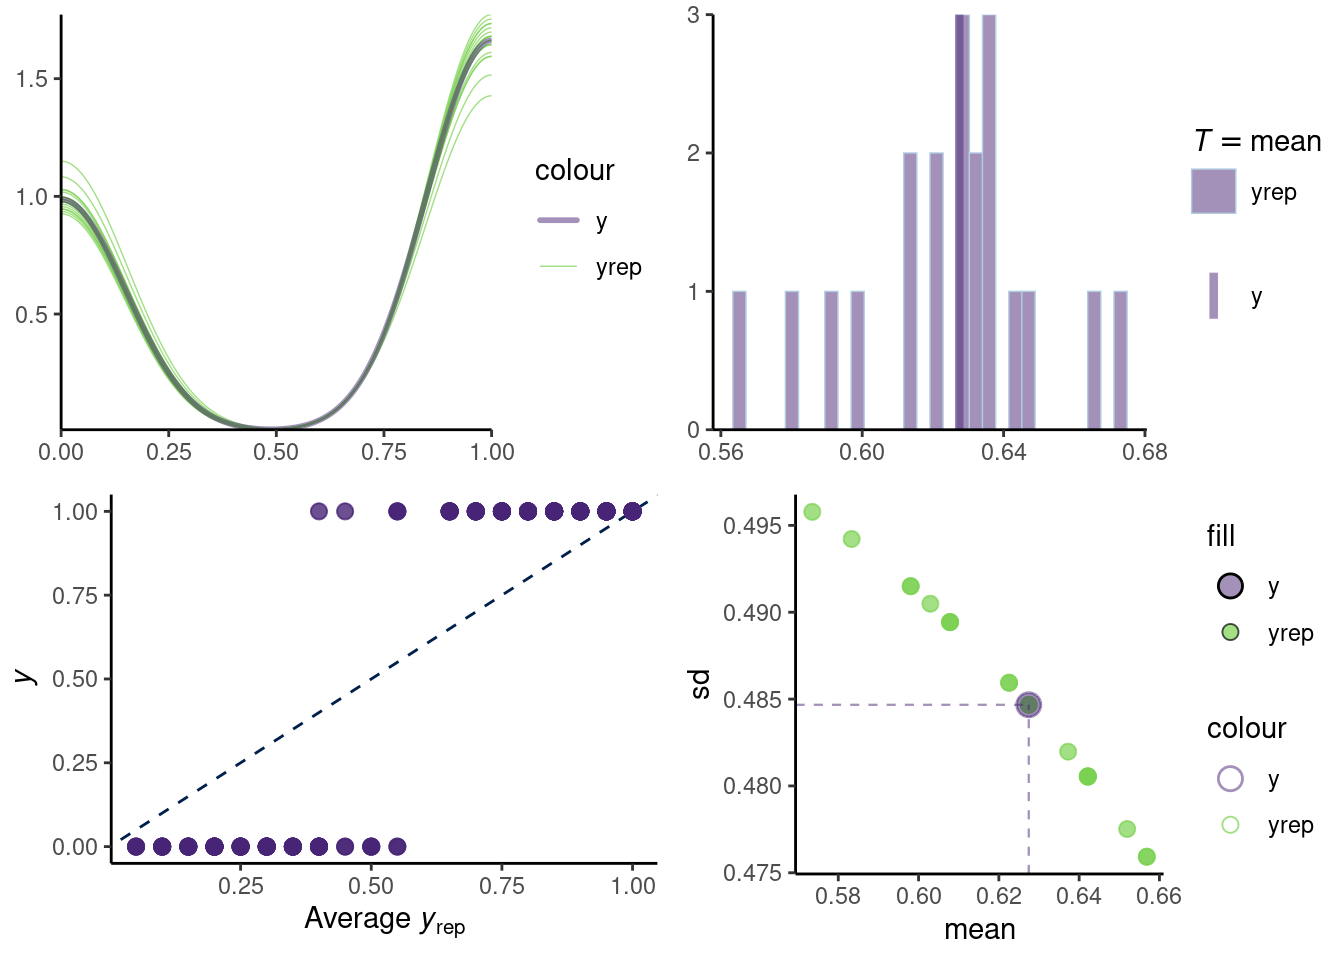 1.5
1.0
0.5
0.00 0.25 0.50 0.75 1.00
colour
y
yrep
3
2
1
0
0.56 0.60 0.64 0.68
T = mean
yrep
y
y
1.00
0.75
0.50
0.25
0.00
0.25 0.50 0.75 1.00
Average yrep
sd
0.495
0.490
0.485
0.480
0.475
0.58 0.60 0.62 0.64 0.66
mean
fill
y
yrep
colour
y
yrep